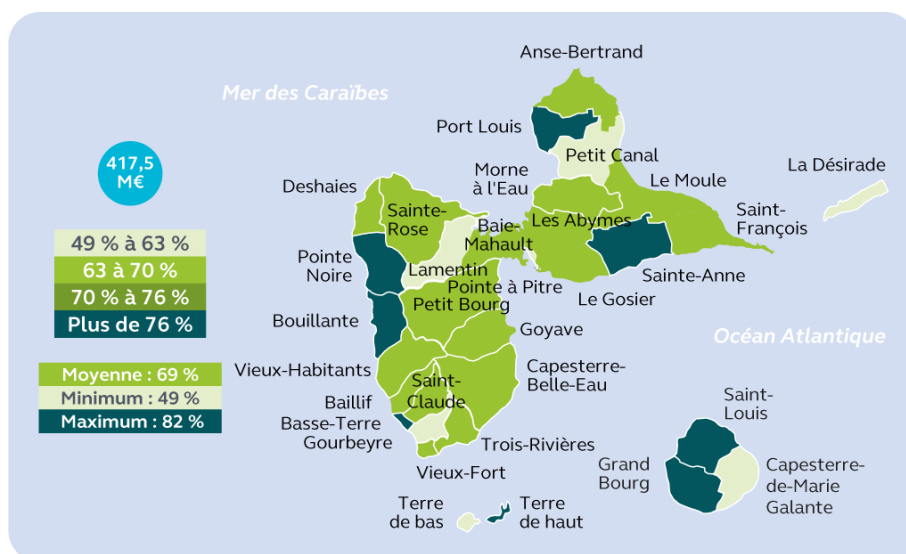 Anse-Bertrand
Mer des Caraïbes
Port Louis
417,5
M€
Petit Canal
Morne
à l'Eau
La Désirade
Deshaies
Le Moule
Sainte-
Rose
Les Abymes
Baie-
Mahault
Saint-
François
49 % à 63 %
63 à 70 %
70 % à 76 %
Plus de 76 %
Pointe
Noire
Lamentin
Sainte-Anne
Pointe à Pitre
Le Gosier
Petit Bourg
Bouillante
Goyave
Océan Atlantique
Vieux-Habitants
Capesterre-
Belle-Eau
Moyenne : 69 %
Minimum : 49 %
Maximum : 82 %
Saint-
Claude
Baillif
Basse-Terre
Gourbeyre
Trois-Rivières
Vieux-Fort
Saint-
Louis
Grand
Bourg
Capesterre-
de-Marie
Galante
Terre
de bas
Terre
de haut